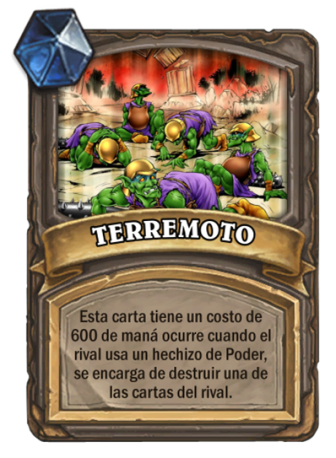 TERREMOTO
Esta carta tiene un costo de
600 de maná ocurre cuando el
rival usa un hechizo de Poder,
se encarga de destruir una de
las cartas del rival.